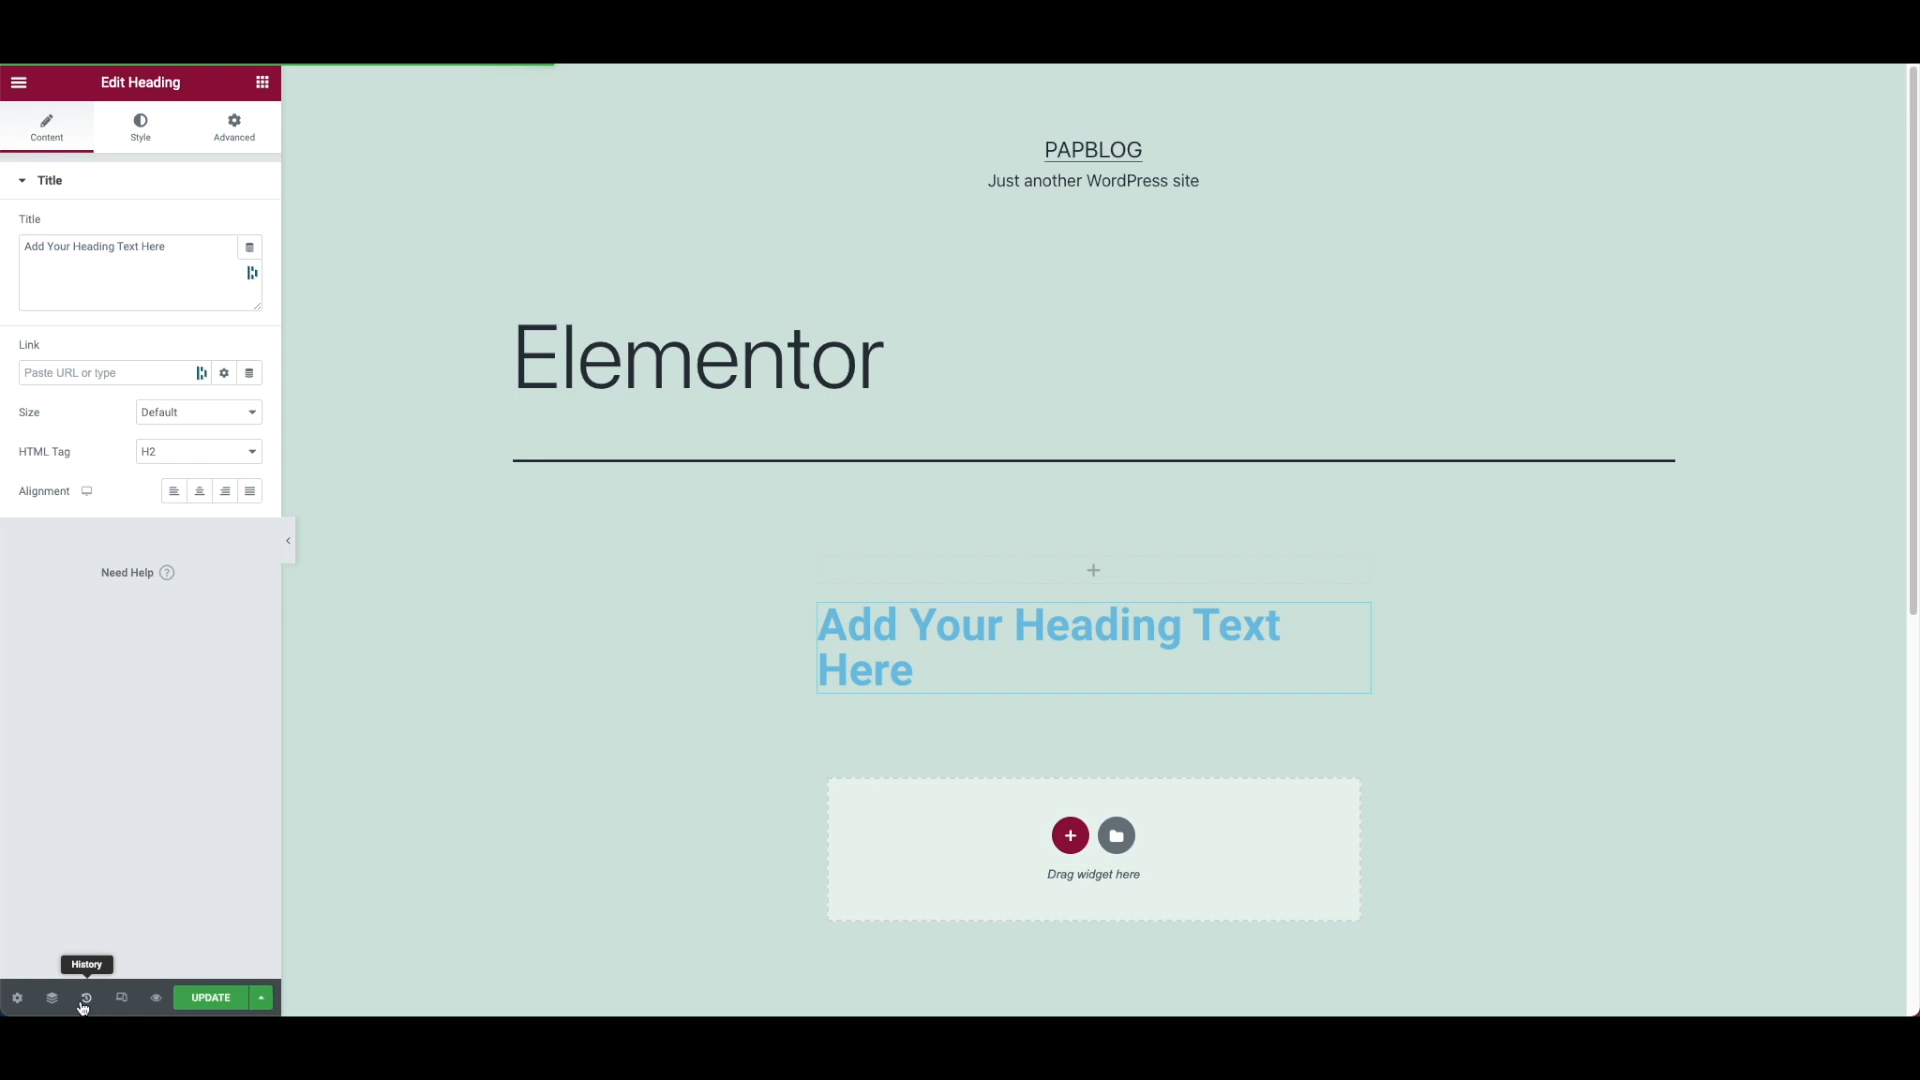 Edit Heading
Content
Style
Advanced
Title
Title
Add Your Heading Text Here
Link
Paste URL or type
Size
Default
HTML Tag
H2
Alignment
Need Help ?
History
UPDATE
PAPBLOG
Just another WordPress site
Elementor
Add Your Heading Text
Here
Drag widget here